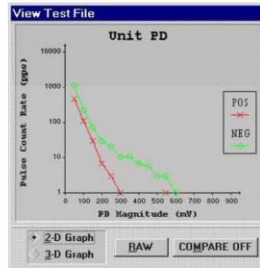 View Test File
Unit PD
Pulse Count Rate (pps)
10000
1000
100
10
1
0 100 200 300 400 500 600 700 800 900
PD Magnitude (mV)
POS
NEG
2-D Graph
3-D Graph
RAW
COMPARE OFF